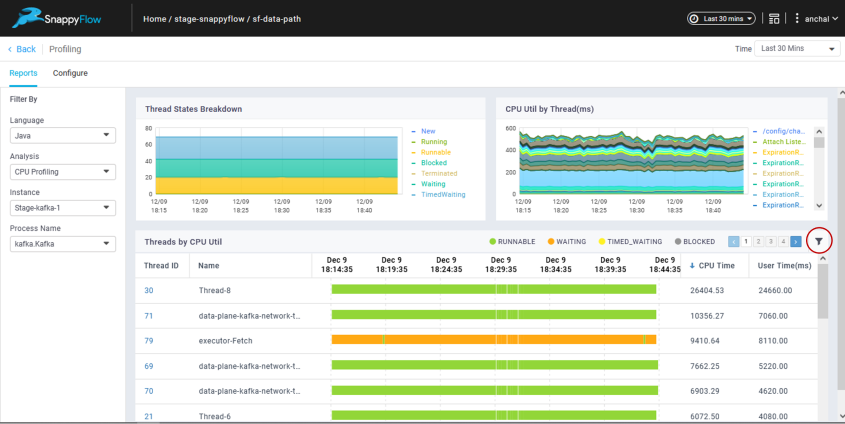 SnappyFlow
Home / stage-snappyflow / sf-data-path
Last 30 mins
anchal
Back
Profiling
Time
Last 30 Mins
Reports
Configure
Filter By
Language
Java
Analysis
CPU Profiling
Instance
Stage-kafka-1
Process Name
kafka.Kafka
Thread States Breakdown
80
60
40
20
0
12/09 18:15
12/09 18:20
12/09 18:25
12/09 18:30
12/09 18:35
12/09 18:40
New
Running
Runnable
Blocked
Terminated
Waiting
TimedWaiting
CPU Util by Thread(ms)
600
400
200
0
12/09 18:15
12/09 18:20
12/09 18:25
12/09 18:30
12/09 18:35
12/09 18:40
/config/cha...
Attach Liste...
ExpirationR...
ExpirationR...
ExpirationR...
ExpirationR...
ExpirationR...
ExpirationR...
ExpirationR...
Threads by CPU Util
RUNNABLE
WAITING
TIMED_WAITING
BLOCKED
1 2 3 4
Thread ID
Name
Dec 9 18:14:35
Dec 9 18:19:35
Dec 9 18:24:35
Dec 9 18:29:35
Dec 9 18:34:35
Dec 9 18:39:35
Dec 9 18:44:35
CPU Time
User Time(ms)
30 Thread-8 26404.53 24660.00
71 data-plane-kafka-network-t... 10356.27 7060.00
79 executor-Fetch 9410.64 8110.00
69 data-plane-kafka-network-t... 7662.25 5220.00
70 data-plane-kafka-network-t... 6903.29 4620.00
21 Thread-6 6072.50 4080.00